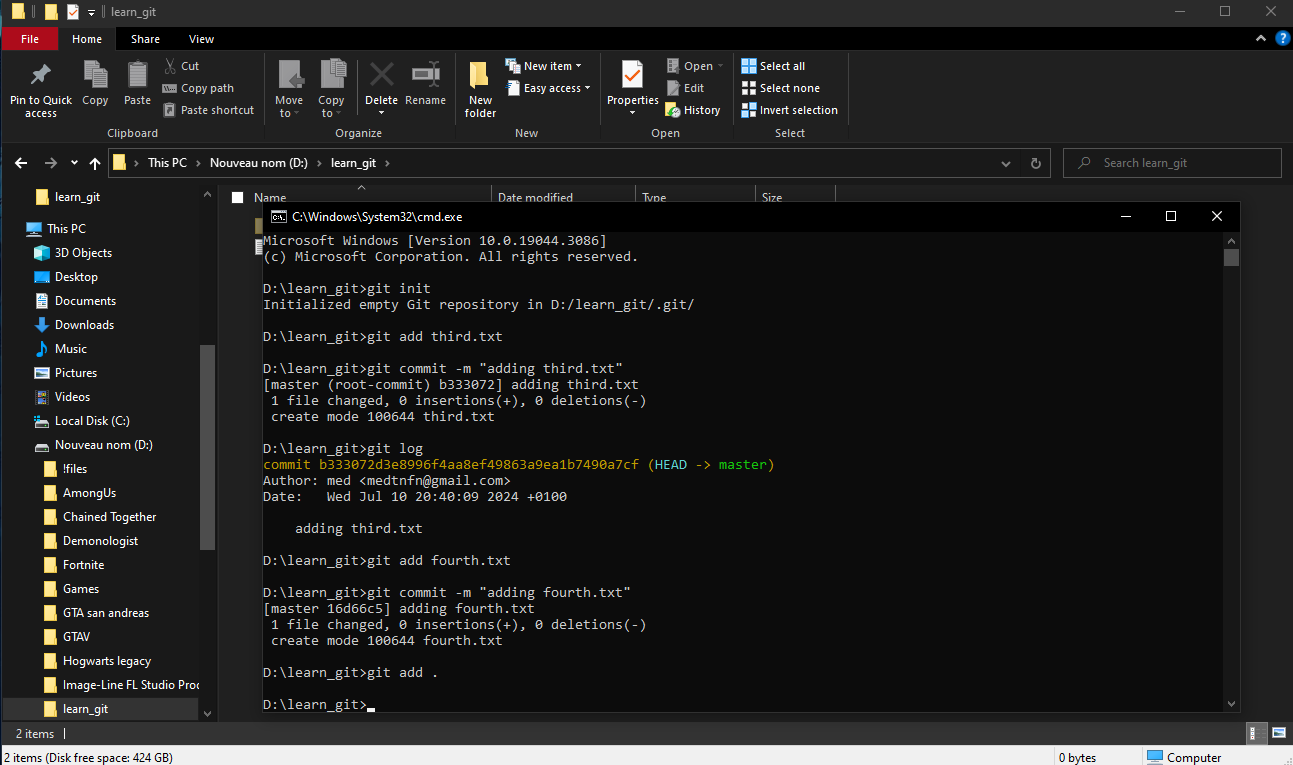 learn_git
File Home Share View
Pin to Quick access
Copy
Paste
Cut
Copy path
Paste shortcut
Clipboard
Move to
Copy to
Delete
Rename
Organize
New folder
New item
Easy access
New
Properties
Open
Edit
History
Open
Select all
Select none
Invert selection
Select
This PC > Nouveau nom (D:) > learn_git >
Search learn_git
learn_git
This PC
3D Objects
Desktop
Documents
Downloads
Music
Pictures
Videos
Local Disk (C:)
Nouveau nom (D:)
!files
AmongUs
Chained Together
Demonologist
Fortnite
Games
GTA san andreas
GTAV
Hogwarts legacy
Image-Line FL Studio Proc
learn_git
Name Date modified Type Size
C:\Windows\System32\cmd.exe
Microsoft Windows [Version 10.0.19044.3086]
(c) Microsoft Corporation. All rights reserved.
D:\learn_git>git init
Initialized empty Git repository in D:/learn_git/.git/
D:\learn_git>git add third.txt
D:\learn_git>git commit -m "adding third.txt"
[master (root-commit) b333072] adding third.txt
1 file changed, 0 insertions(+), 0 deletions(-)
create mode 100644 third.txt
D:\learn_git>git log
commit b333072d3e8996f4aa8ef49863a9ea1b7490a7cf (HEAD -> master)
Author: med <medtnfn@gmail.com>
Date:   Wed Jul 10 20:40:09 2024 +0100
adding third.txt
D:\learn_git>git add fourth.txt
D:\learn_git>git commit -m "adding fourth.txt"
[master 16d66c5] adding fourth.txt
1 file changed, 0 insertions(+), 0 deletions(-)
create mode 100644 fourth.txt
D:\learn_git>git add .
D:\learn_git>
2 items
2 items (Disk free space: 424 GB)
0 bytes
Computer